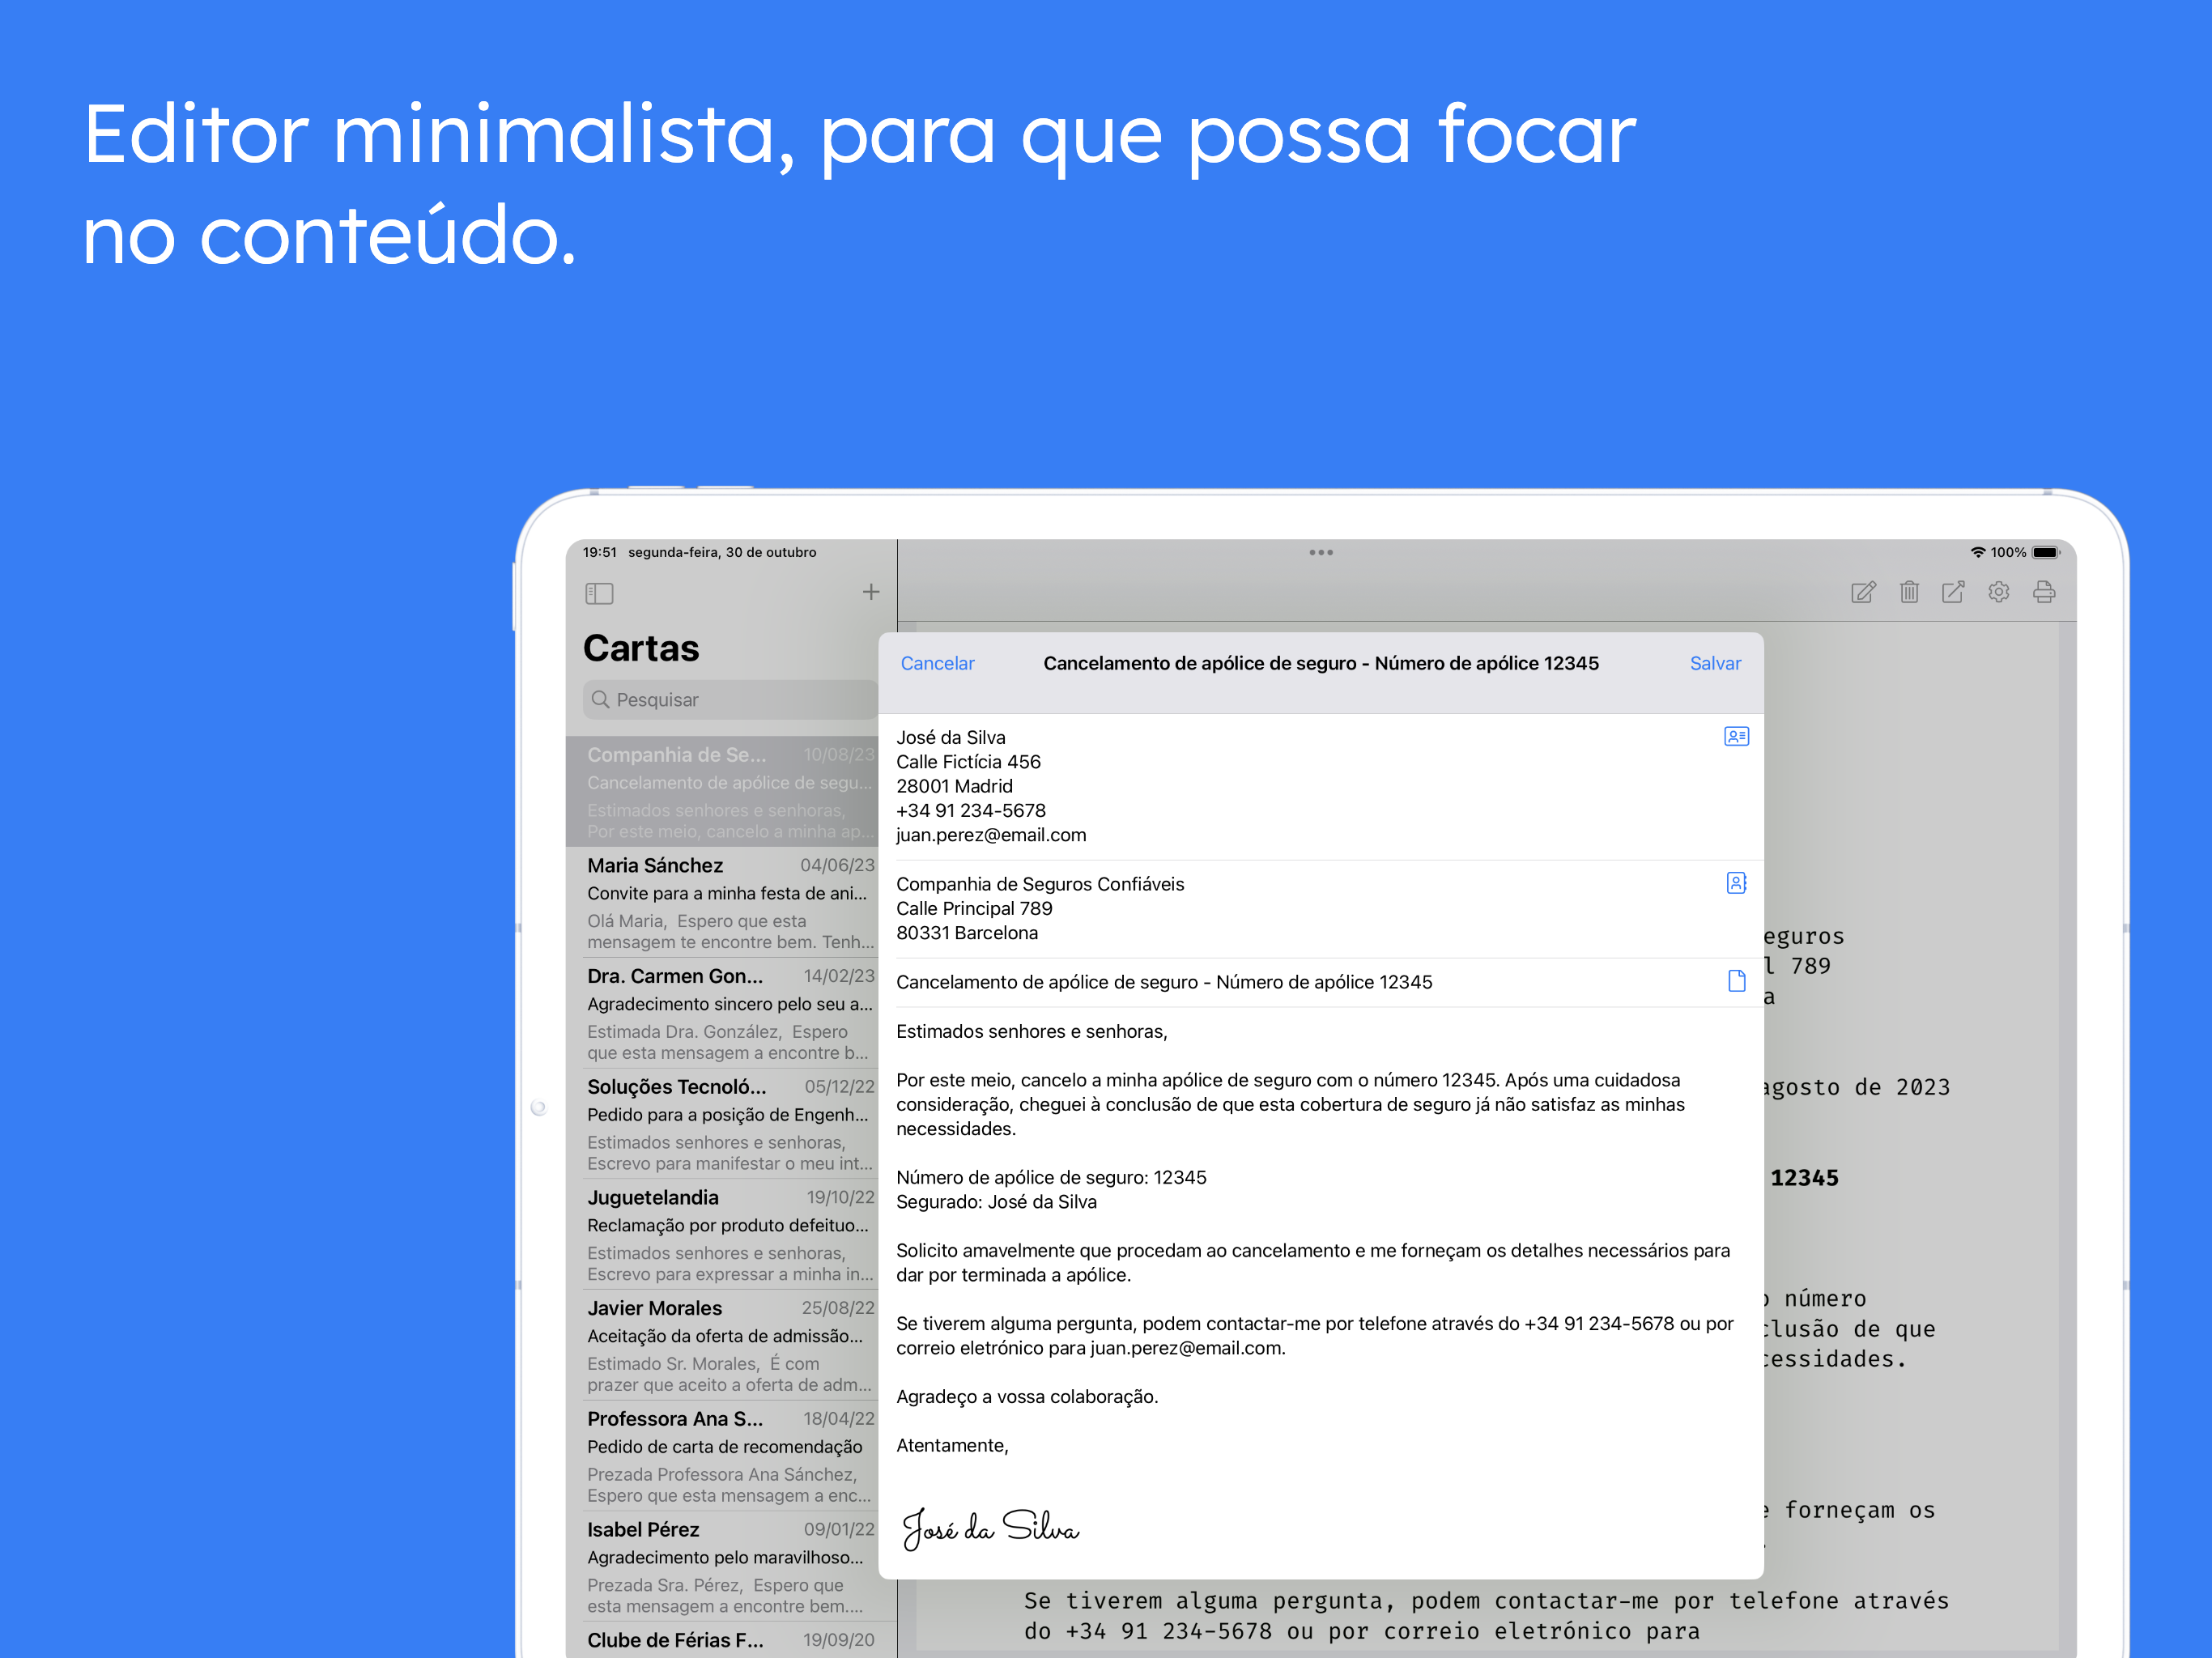 Editor minimalista, para que possa focar
no conteúdo.
19:51 segunda-feira, 30 de outubro
100%
Cartas
Pesquisar
Companhia de Se... 10/08/23
Cancelamento de apólice de segu...
Estimados senhores e senhoras,
Por este meio, cancelo a minha ap...
Maria Sánchez 04/06/23
Convite para a minha festa de ani...
Olá Maria, Espero que esta
mensagem te encontre bem. Tenh...
Dra. Carmen Gon... 14/02/23
Agradecimento sincero pelo seu a...
Estimada Dra. González, Espero
que esta mensagem a encontre b...
Soluções Tecnoló... 05/12/22
Pedido para a posição de Engenh...
Estimados senhores e senhoras,
Escrevo para manifestar o meu int...
Juguetelandia 19/10/22
Reclamação por produto defeituo...
Estimados senhores e senhoras,
Escrevo para expressar a minha in...
Javier Morales 25/08/22
Aceitação da oferta de admissão...
Estimado Sr. Morales, É com
prazer que aceito a oferta de adm...
Professora Ana S... 18/04/22
Pedido de carta de recomendação
Prezada Professora Ana Sánchez,
Espero que esta mensagem a enc...
Isabel Pérez 09/01/22
Agradecimento pelo maravilhoso...
Prezada Sra. Pérez, Espero que
esta mensagem a encontre bem....
Clube de Férias F... 19/09/20
Cancelar Cancelamento de apólice de seguro - Número de apólice 12345 Salvar
José da Silva
Calle Fictícia 456
28001 Madrid
+34 91 234-5678
juan.perez@email.com
Companhia de Seguros Confiáveis
Calle Principal 789
80331 Barcelona
Cancelamento de apólice de seguro - Número de apólice 12345
Estimados senhores e senhoras,
Por este meio, cancelo a minha apólice de seguro com o número 12345. Após uma cuidadosa
consideração, cheguei à conclusão de que esta cobertura de seguro já não satisfaz as minhas
necessidades.
Número de apólice de seguro: 12345
Segurado: José da Silva
Solicito amavelmente que procedam ao cancelamento e me forneçam os detalhes necessários para
dar por terminada a apólice.
Se tiverem alguma pergunta, podem contactar-me por telefone através do +34 91 234-5678 ou por
correio eletrónico para juan.perez@email.com.
Agradeço a vossa colaboração.
Atentamente,
José da Silva
eguros
l 789
a
agosto de 2023
12345
o número
clusão de que
cessidades.
e forneçam os
Se tiverem alguma pergunta, podem contactar-me por telefone através
do +34 91 234-5678 ou por correio eletrónico para